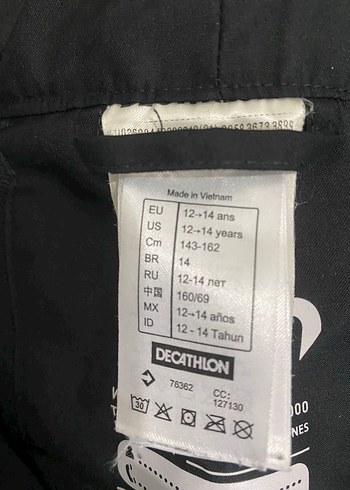 Made in Vietnam
EU 12→14 ans
US 12→14 years
Cm 143-162
BR 14
RU 12-14 лет
中国 160/69
MX 12→14 años
ID 12 - 14 Tahun
DECATHLON
76362 CC: 127130
30